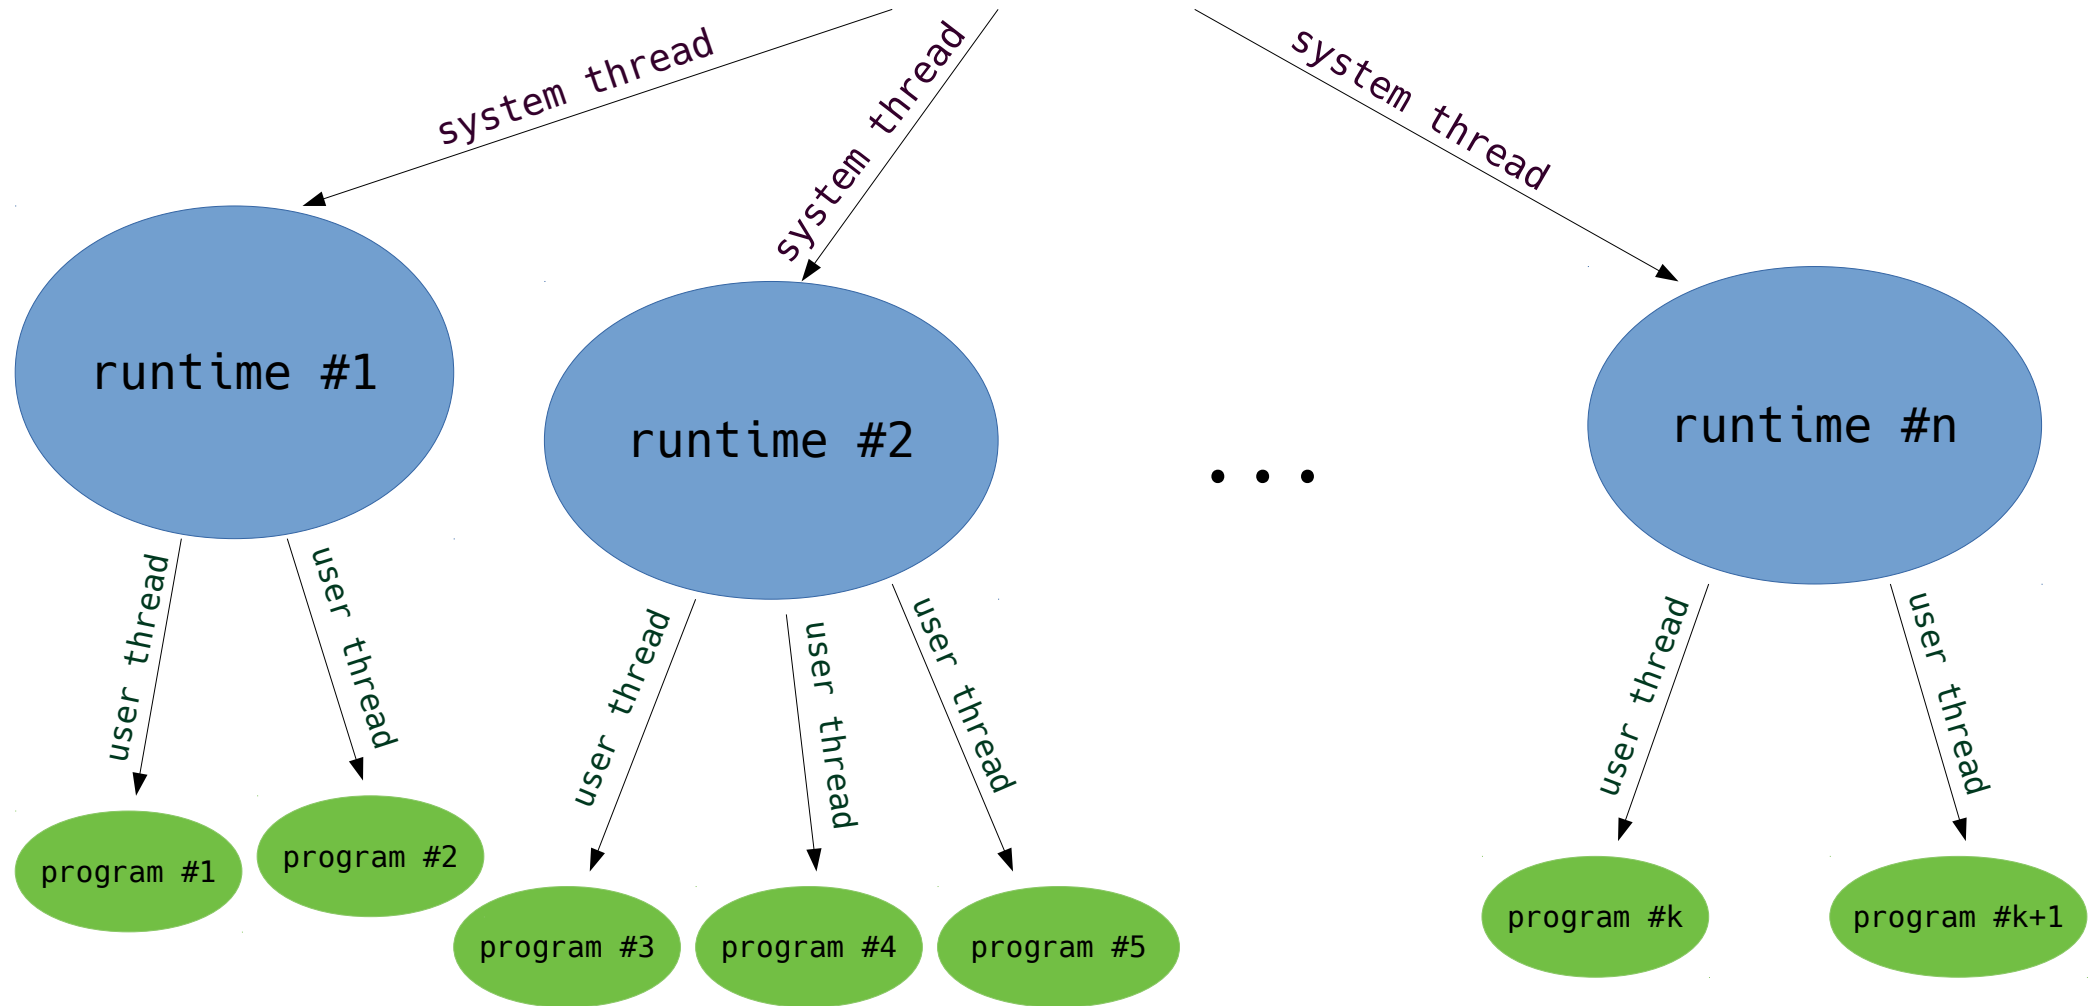 system thread
system thread
system thread
runtime #1
runtime #2
. . .
runtime #n
user thread
user thread
user thread
user thread
user thread
user thread
user thread
program #1
program #2
program #3
program #4
program #5
program #k
program #k+1